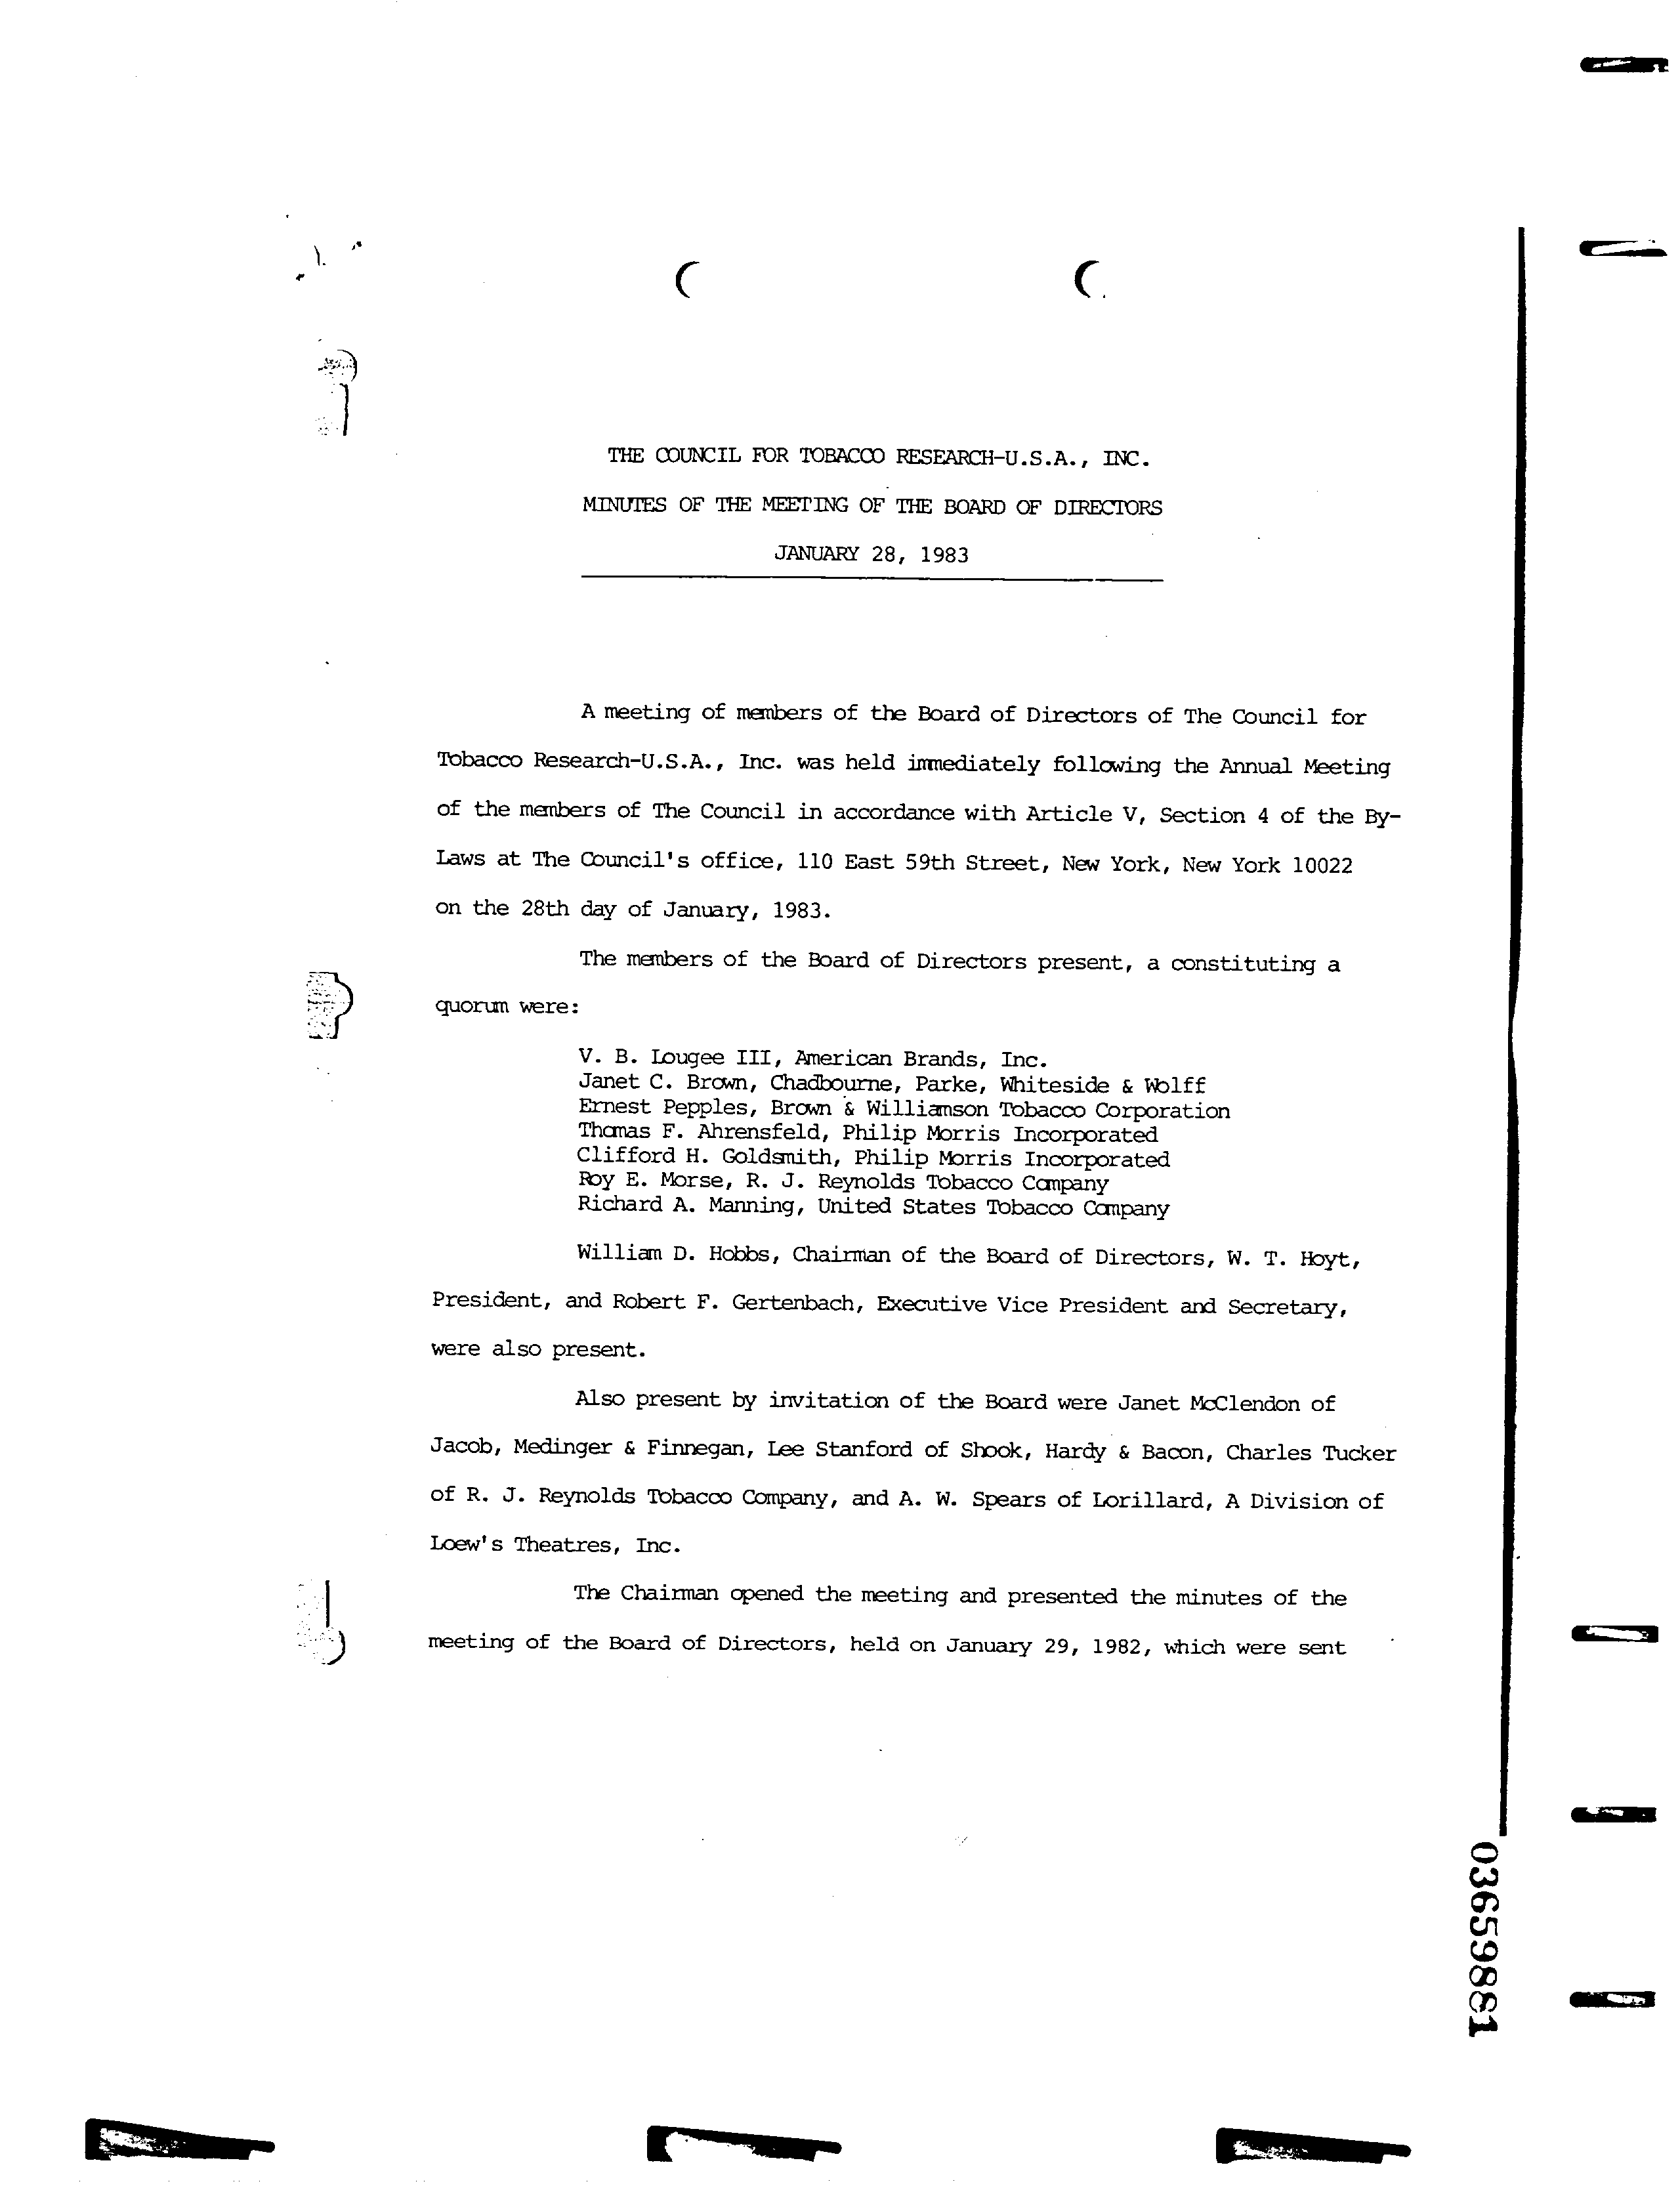 THE COUNCIL FOR TOBACCO RESEARCH-U.S.A., INC.
MINUTES OF THE MEETING OF THE BOARD OF DIRECTORS
JANUARY 28, 1983
A meeting of members of the Board of Directors of The Council for
Tobacco Research-U.S.A., Inc. was held immediately following the Annual Meeting
of the members of The Council in accordance with Article V, Section 4 of the By-
Laws at The Council's office, 110 East 59th Street, New York, New York 10022
on the 28th day of January, 1983.
The members of the Board of Directors present, a constituting a
quorum were:
V. B. Lougee III, American Brands, Inc.
Janet C. Brown, Chadbourne, Parke, Whiteside & Wolff
Ernest Pepples, Brown & Williamson Tobacco Corporation
Thomas F. Ahrensfeld, Philip Morris Incorporated
Clifford H. Goldsmith, Philip Morris Incorporated
Roy E. Morse, R. J. Reynolds Tobacco Company
Richard A. Manning, United States Tobacco Company
William D. Hobbs, Chairman of the Board of Directors, W. T. Hoyt,
President, and Robert F. Gertenbach, Executive Vice President and Secretary,
were also present.
Also present by invitation of the Board were Janet McClendon of
Jacob, Medinger & Finnegan, Lee Stanford of Shook, Hardy & Bacon, Charles Tucker
of R. J. Reynolds Tobacco Company, and A. W. Spears of Lorillard, A Division of
Loew's Theatres, Inc.
The Chairman opened the meeting and presented the minutes of the
meeting of the Board of Directors, held on January 29, 1982, which were sent
03659881